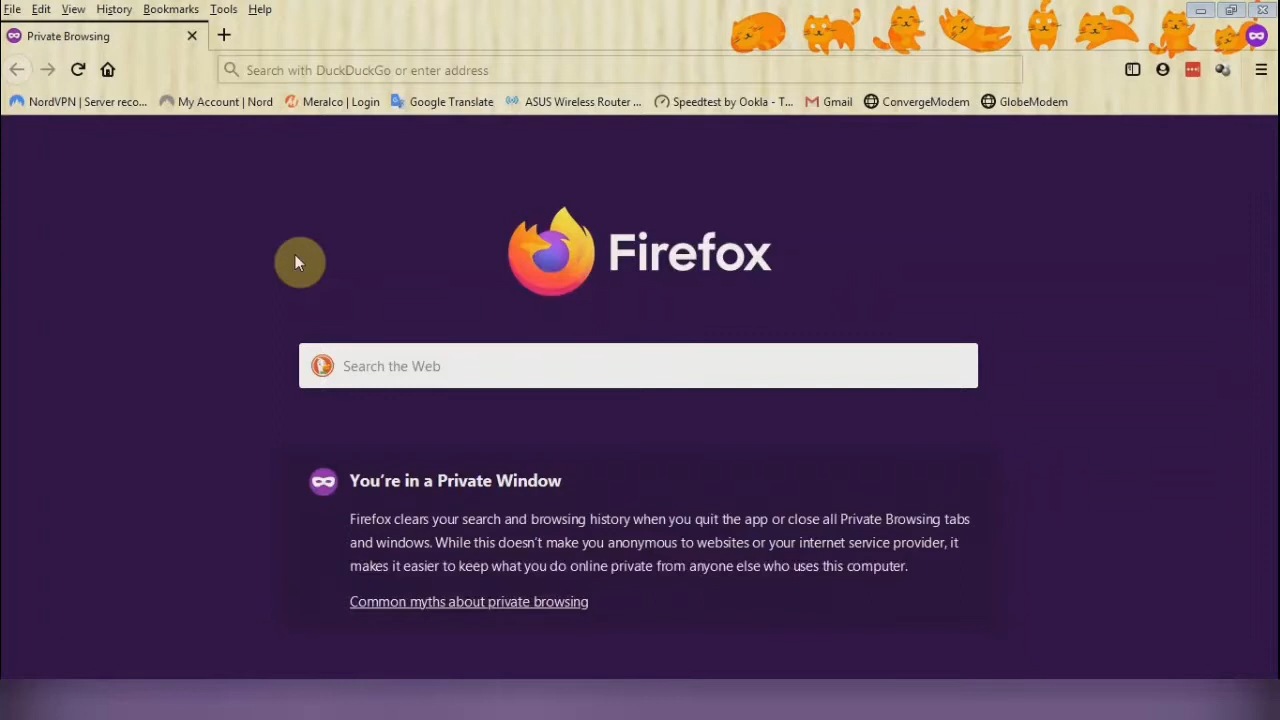 File Edit View History Bookmarks Tools Help
Private Browsing
Search with DuckDuckGo or enter address
NordVPN | Server reco... My Account | Nord Meralco | Login Google Translate ASUS Wireless Router ... Speedtest by Ookla - T... Gmail ConvergeModem GlobeModem
Firefox
Search the Web
You're in a Private Window
Firefox clears your search and browsing history when you quit the app or close all Private Browsing tabs
and windows. While this doesn't make you anonymous to websites or your internet service provider, it
makes it easier to keep what you do online private from anyone else who uses this computer.
Common myths about private browsing